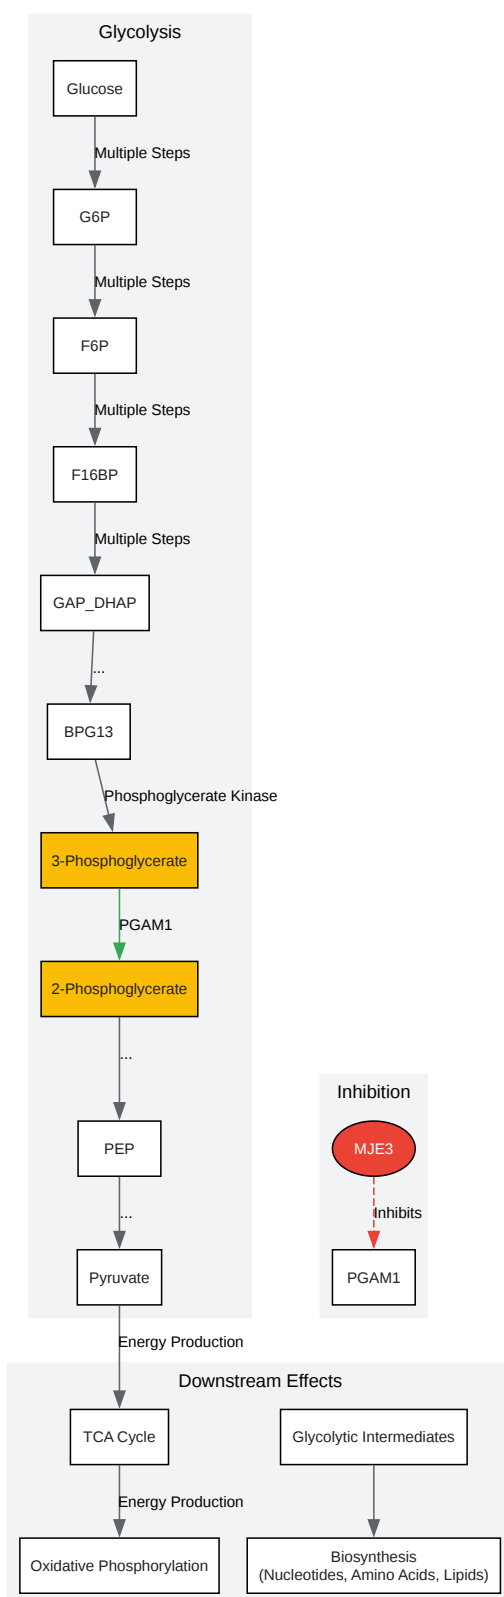 Glycolysis
Glucose
Multiple Steps
G6P
Multiple Steps
F6P
Multiple Steps
F16BP
Multiple Steps
GAP_DHAP
...
BPG13
Phosphoglycerate Kinase
3-Phosphoglycerate
PGAM1
2-Phosphoglycerate
...
PEP
...
Pyruvate
Inhibition
MJE3
Inhibits
PGAM1
Energy Production
Downstream Effects
TCA Cycle
Energy Production
Oxidative Phosphorylation
Glycolytic Intermediates
Biosynthesis
(Nucleotides, Amino Acids, Lipids)